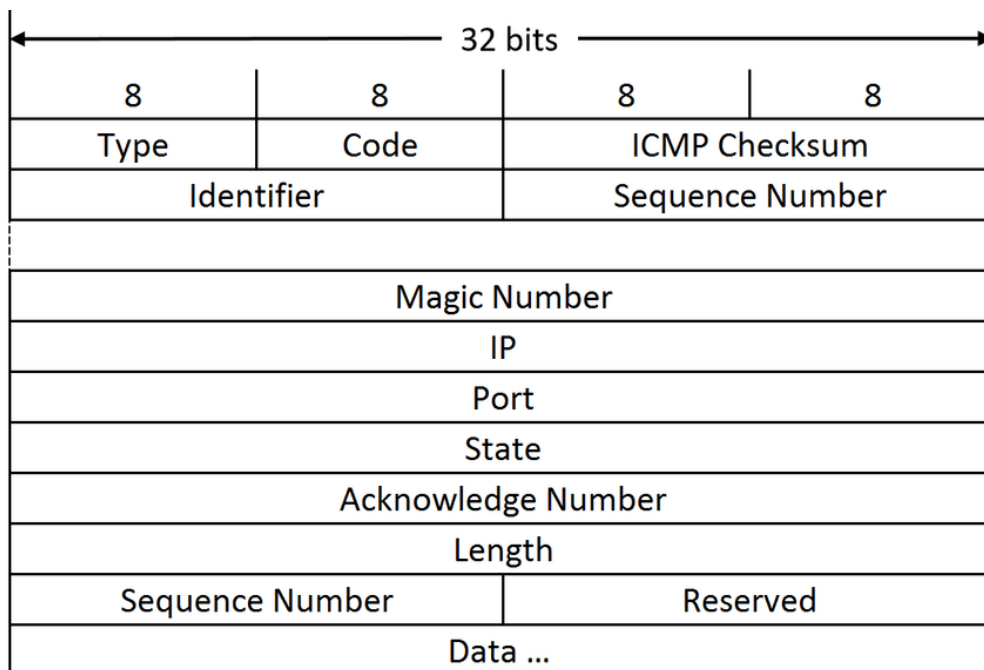 32 bits
8 8 8 8
Type Code ICMP Checksum
Identifier Sequence Number
Magic Number
IP
Port
State
Acknowledge Number
Length
Sequence Number Reserved
Data ...